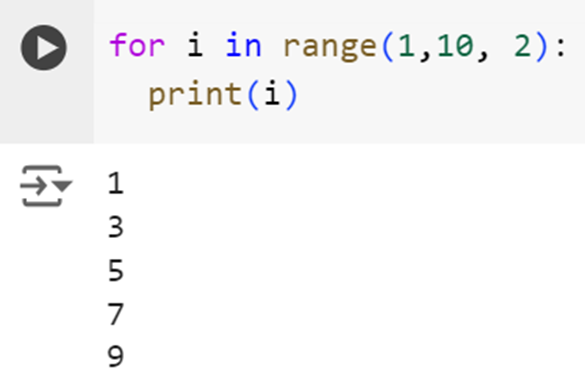 for i in range(1,10, 2):
  print(i)
1
3
5
7
9